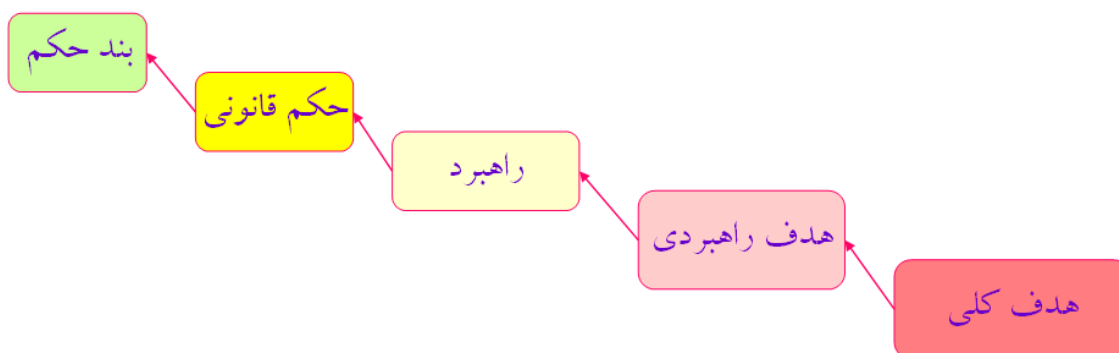 بند حکم
حکم قانونی
راهبرد
هدف راهبردی
هدف کلی